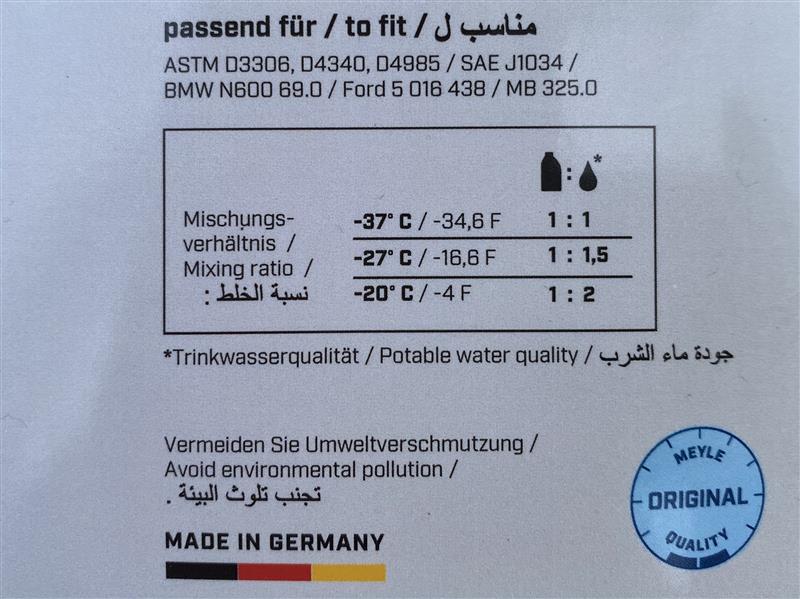 passend für / to fit / مناسب ل
ASTM D3306, D4340, D4985 / SAE J1034 /
BMW N600 69.0 / Ford 5 016 438 / MB 325.0
: *
Mischungs-
verhältnis /
Mixing ratio /
نسبة الخلط :
-37° C / -34,6 F 1 : 1
-27° C / -16,6 F 1 : 1,5
-20° C / -4 F 1 : 2
*Trinkwasserqualität / Potable water quality / جودة ماء الشرب
Vermeiden Sie Umweltverschmutzung /
Avoid environmental pollution /
تجنب تلوث البيئة .
MADE IN GERMANY
MEYLE
ORIGINAL
QUALITY